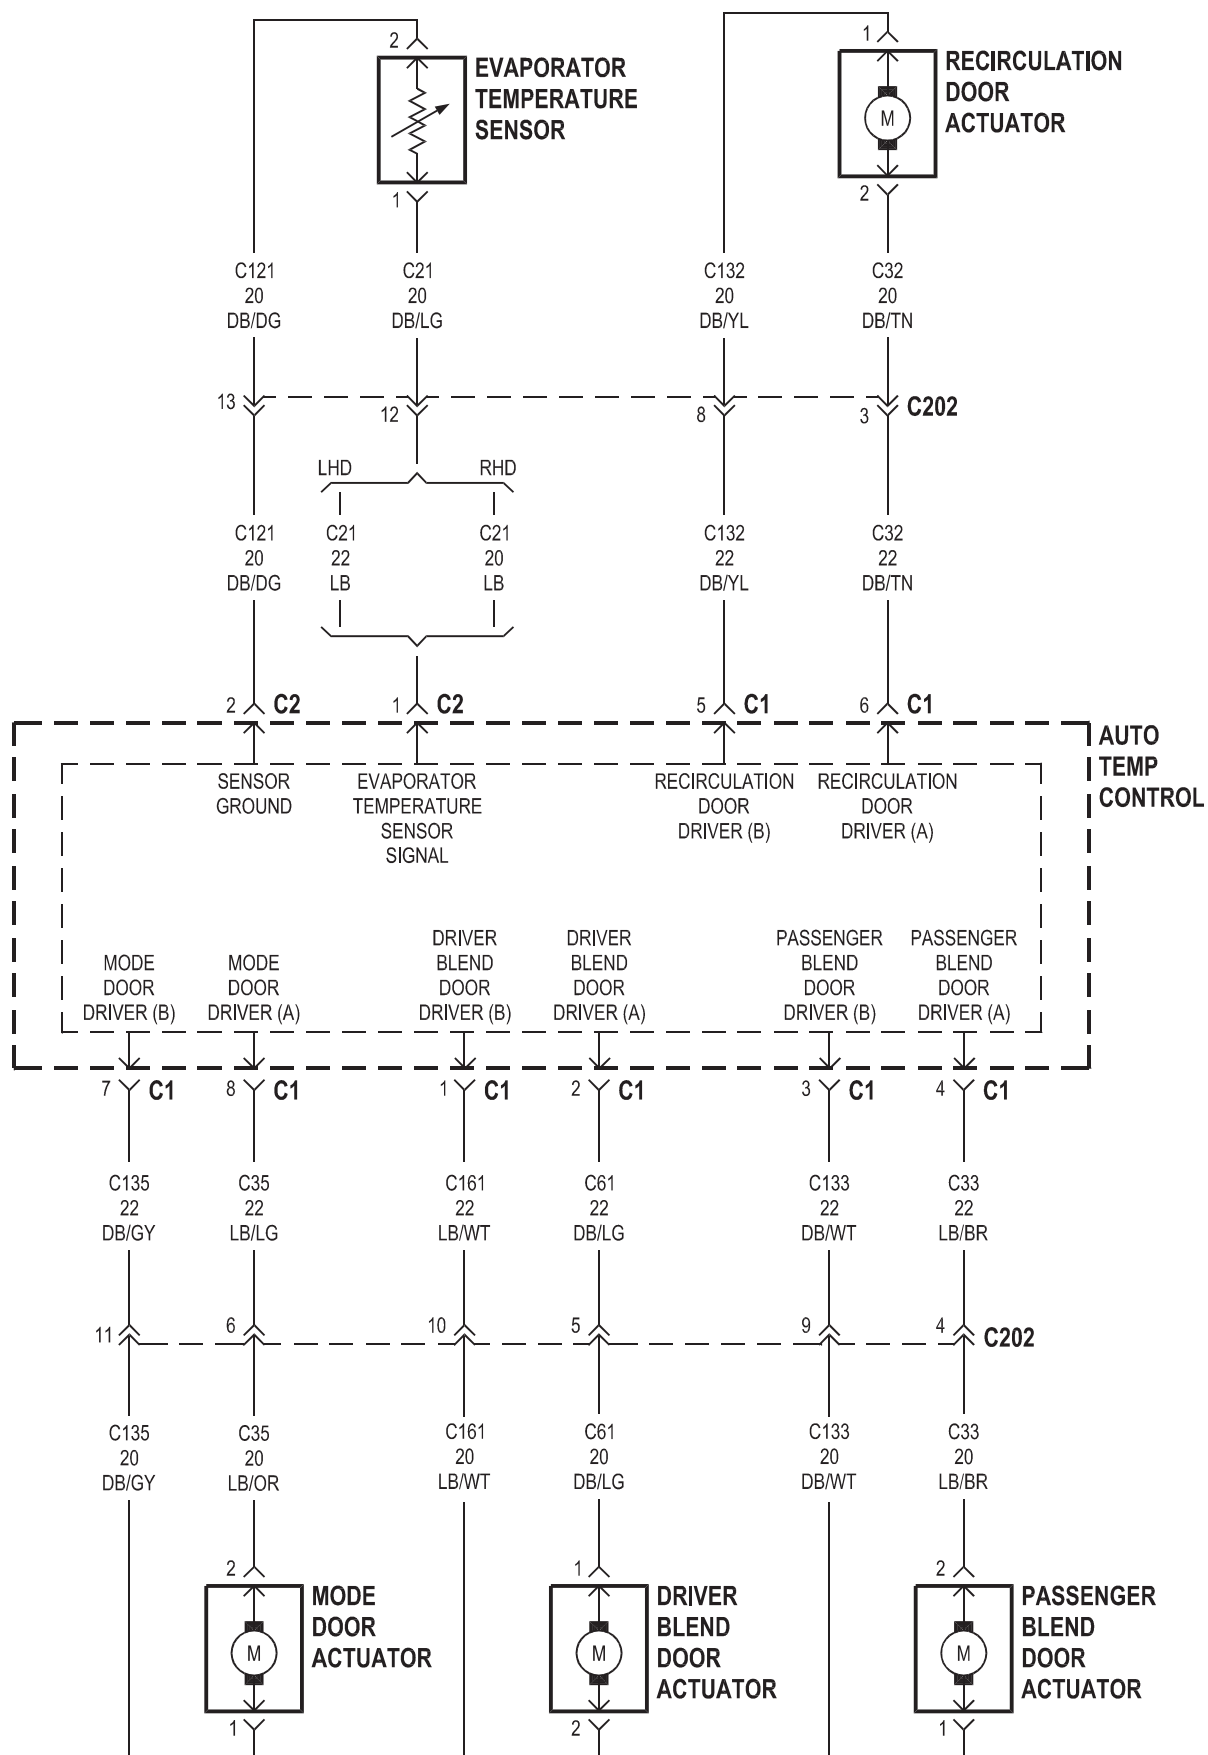 2
EVAPORATOR
TEMPERATURE
SENSOR
1
1
RECIRCULATION
DOOR
ACTUATOR
2
C121
20
DB/DG
C21
20
DB/LG
C132
20
DB/YL
C32
20
DB/TN
13
12
8
3
C202
LHD
RHD
C121
20
DB/DG
C21
22
LB
C21
20
LB
C132
22
DB/YL
C32
22
DB/TN
2 C2
1 C2
5 C1
6 C1
AUTO
TEMP
CONTROL
SENSOR
GROUND
EVAPORATOR
TEMPERATURE
SENSOR
SIGNAL
RECIRCULATION
DOOR
DRIVER (B)
RECIRCULATION
DOOR
DRIVER (A)
MODE
DOOR
DRIVER (B)
MODE
DOOR
DRIVER (A)
DRIVER
BLEND
DOOR
DRIVER (B)
DRIVER
BLEND
DOOR
DRIVER (A)
PASSENGER
BLEND
DOOR
DRIVER (B)
PASSENGER
BLEND
DOOR
DRIVER (A)
7 C1
8 C1
1 C1
2 C1
3 C1
4 C1
C135
22
DB/GY
C35
22
LB/LG
C161
22
LB/WT
C61
22
DB/LG
C133
22
DB/WT
C33
22
LB/BR
11
6
10
5
9
4
C202
C135
20
DB/GY
C35
20
LB/OR
C161
20
LB/WT
C61
20
DB/LG
C133
20
DB/WT
C33
20
LB/BR
2
M
MODE
DOOR
ACTUATOR
1
1
M
DRIVER
BLEND
DOOR
ACTUATOR
2
2
M
PASSENGER
BLEND
DOOR
ACTUATOR
1
M